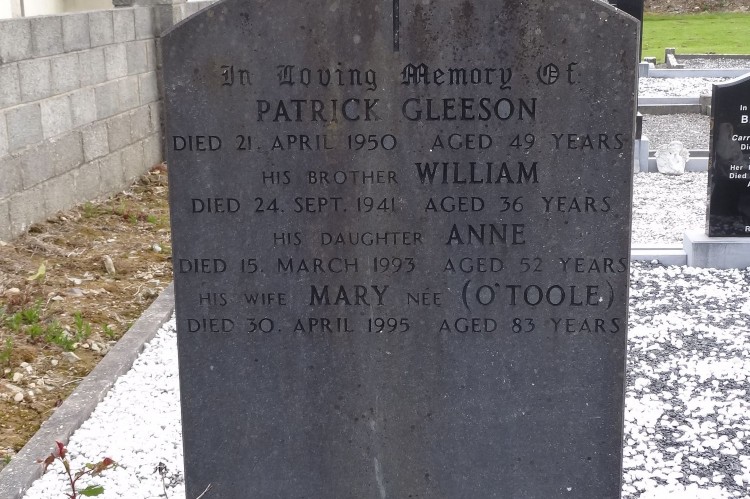 In Loving Memory Of
PATRICK GLEESON
DIED 21. APRIL 1950 AGED 49 YEARS
HIS BROTHER WILLIAM
DIED 24. SEPT. 1941 AGED 36 YEARS
HIS DAUGHTER ANNE
DIED 15. MARCH 1993 AGED 52 YEARS
HIS WIFE MARY NÉE (O'TOOLE)
DIED 30. APRIL 1995 AGED 83 YEARS